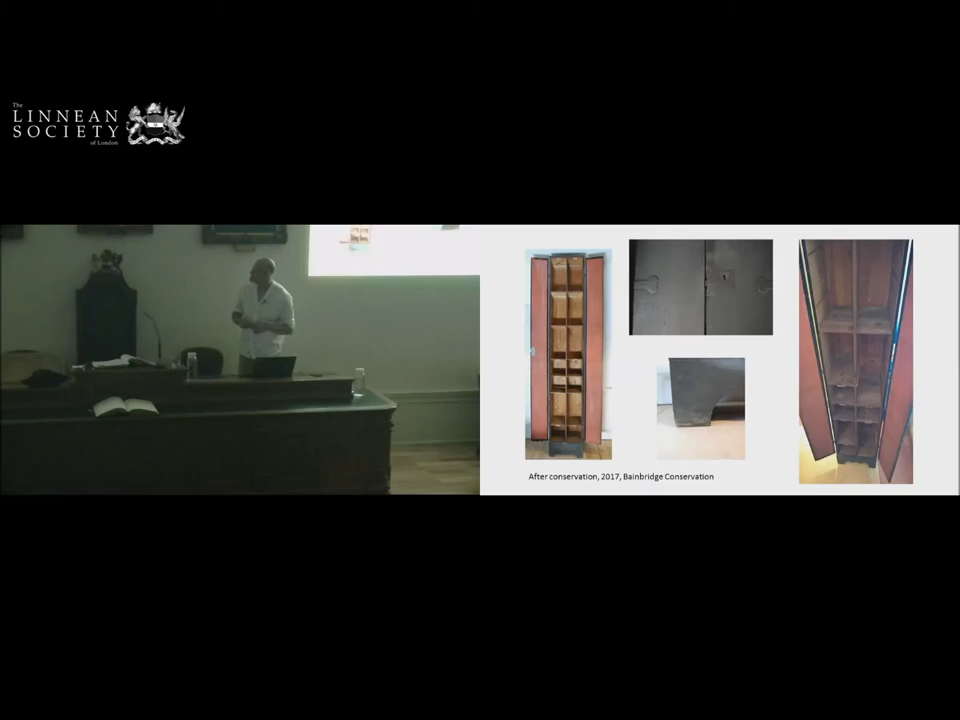 The
LINNEAN
SOCIETY
of London
After conservation, 2017, Bainbridge Conservation